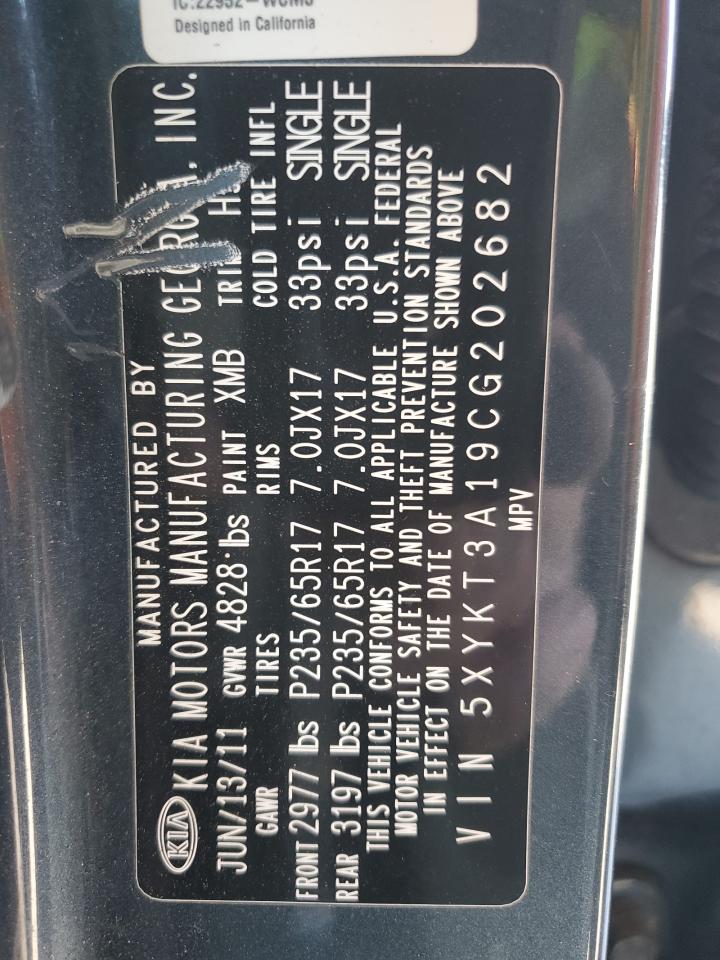 Designed in California
MANUFACTURED BY
KIA KIA MOTORS MANUFACTURING GEORGIA, INC.
JUN/13/11 GVWR 4828 lbs PAINT XMB TRIM
GAWR TIRES RIMS COLD TIRE INFL
FRONT 2977 lbs P235/65R17 7.0JX17 33psi SINGLE
REAR 3197 lbs P235/65R17 7.0JX17 33psi SINGLE
THIS VEHICLE CONFORMS TO ALL APPLICABLE U.S.A. FEDERAL
MOTOR VEHICLE SAFETY AND THEFT PREVENTION STANDARDS
IN EFFECT ON THE DATE OF MANUFACTURE SHOWN ABOVE
VIN 5XYKT3A19CG202682
MPV